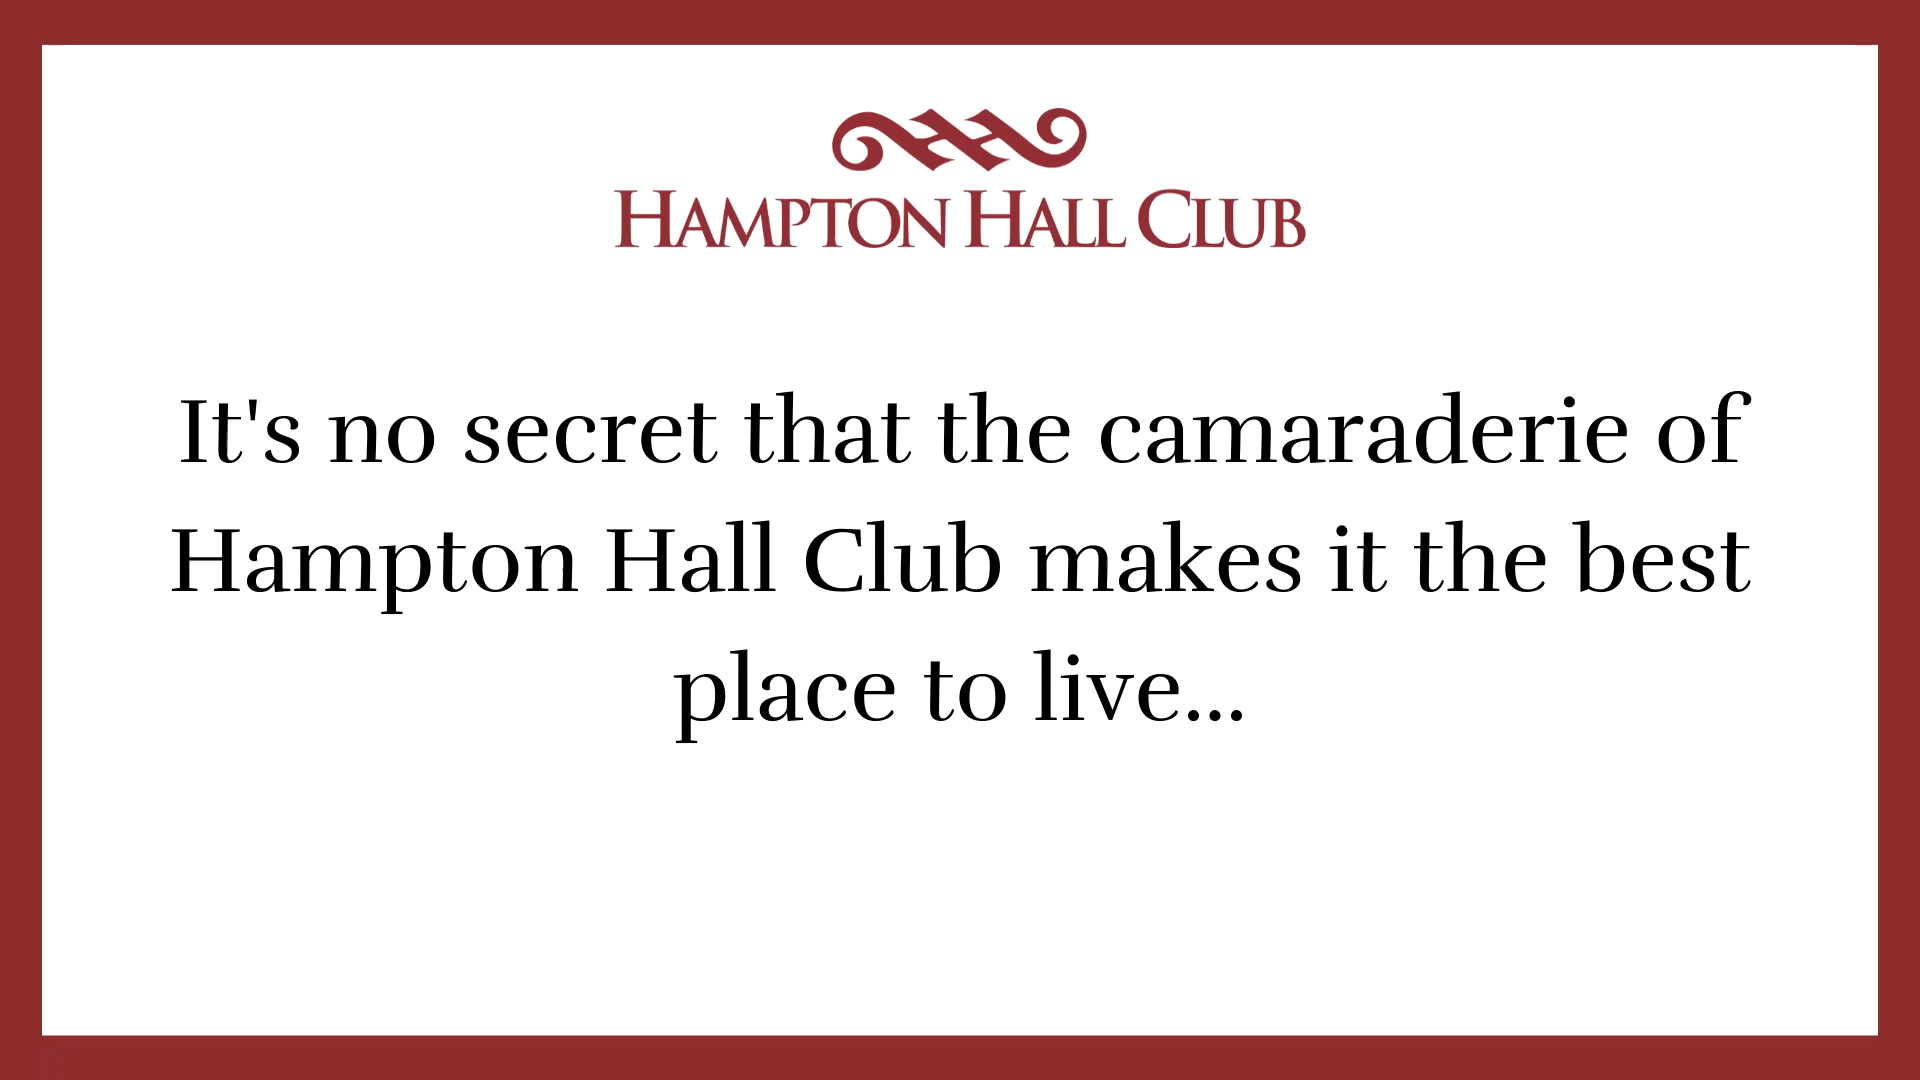 HAMPTON HALL CLUB
It's no secret that the camaraderie of
Hampton Hall Club makes it the best
place to live...